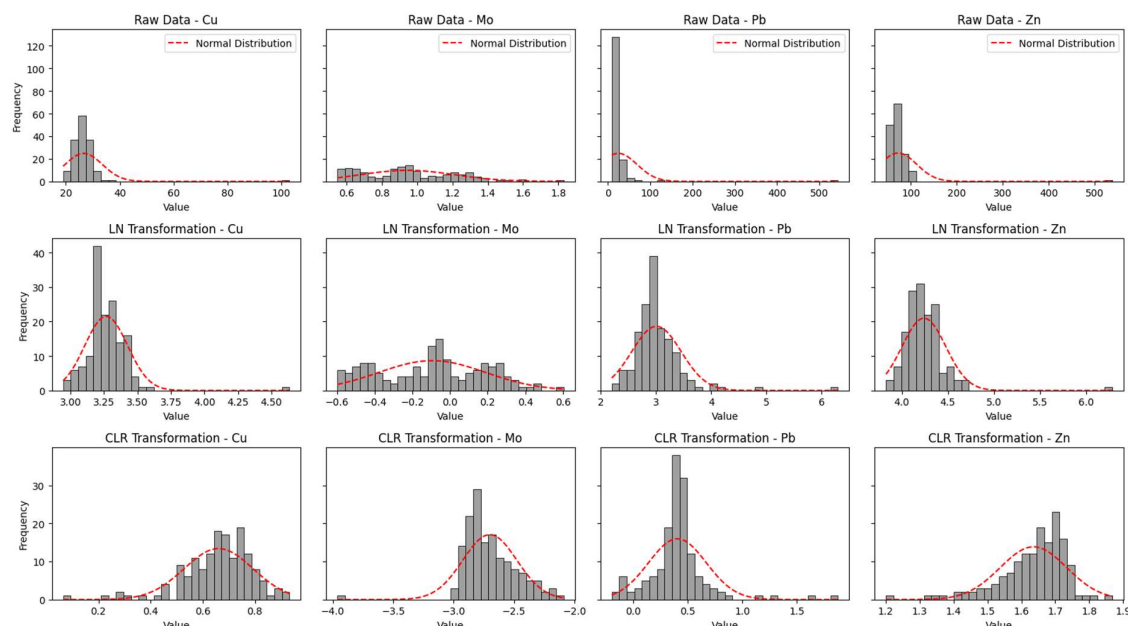 Raw Data - Cu
Raw Data - Mo
Raw Data - Pb
Raw Data - Zn
Normal Distribution
Normal Distribution
Normal Distribution
Normal Distribution
Frequency
120
100
80
60
40
20
0
20 40 60 80 100
0.6 0.8 1.0 1.2 1.4 1.6 1.8
0 100 200 300 400 500
100 200 300 400 500
Value
Value
Value
Value
LN Transformation - Cu
LN Transformation - Mo
LN Transformation - Pb
LN Transformation - Zn
Frequency
40
30
20
10
0
3.00 3.25 3.50 3.75 4.00 4.25 4.50
−0.6 −0.4 −0.2 0.0 0.2 0.4 0.6
2 3 4 5 6
4.0 4.5 5.0 5.5 6.0
Value
Value
Value
Value
CLR Transformation - Cu
CLR Transformation - Mo
CLR Transformation - Pb
CLR Transformation - Zn
Frequency
30
20
10
0
0.2 0.4 0.6 0.8
−4.0 −3.5 −3.0 −2.5 −2.0
0.0 0.5 1.0 1.5
1.2 1.3 1.4 1.5 1.6 1.7 1.8 1.9
Value
Value
Value
Value